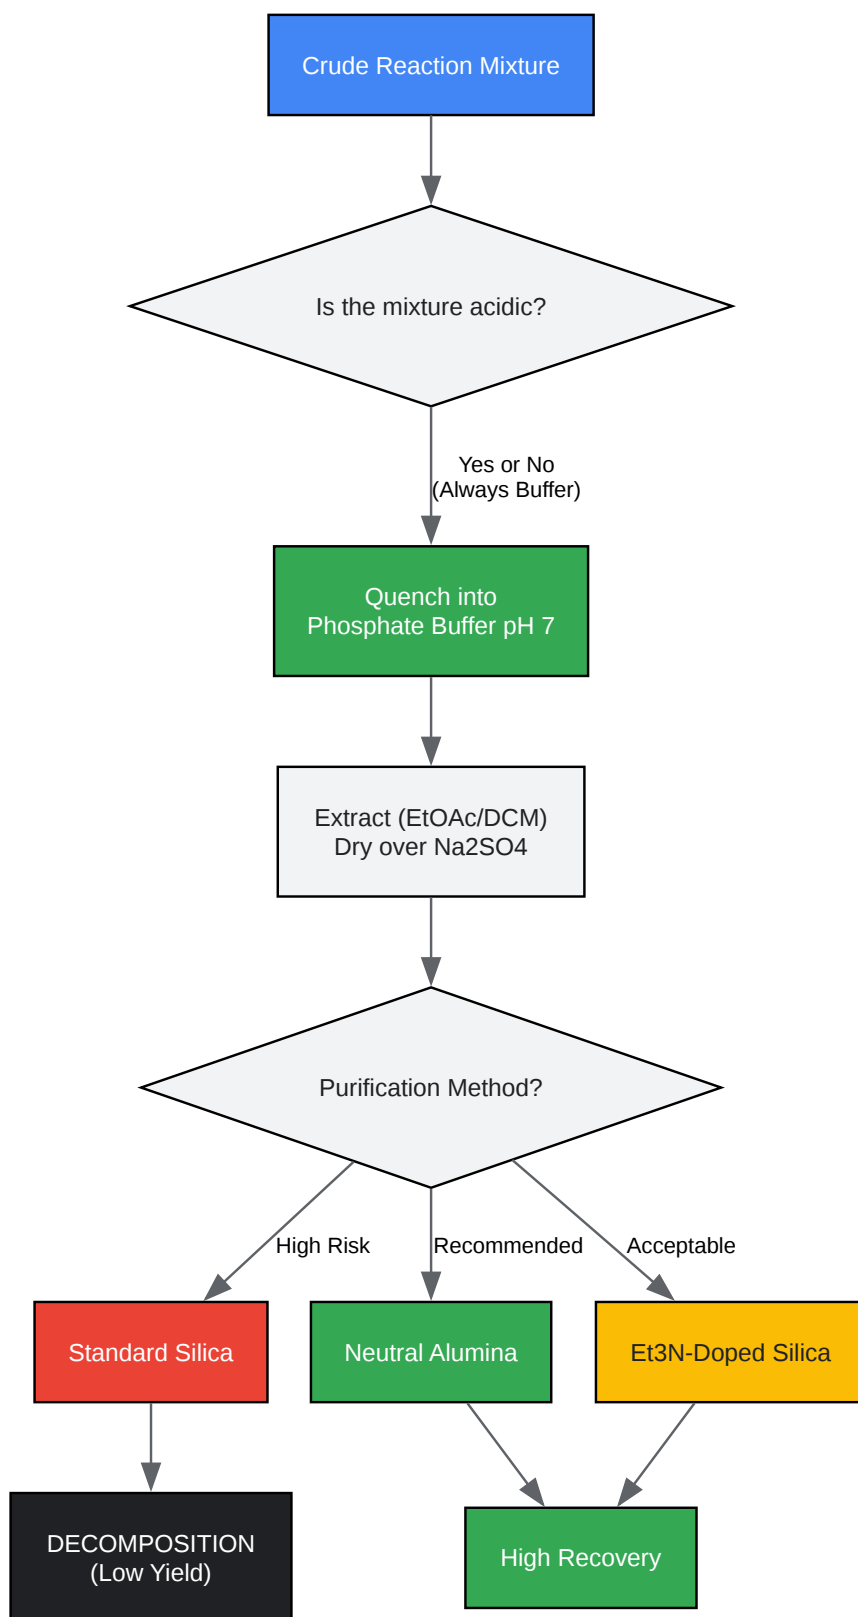 Crude Reaction Mixture
Is the mixture acidic?
Yes or No
(Always Buffer)
Quench into
Phosphate Buffer pH 7
Extract (EtOAc/DCM)
Dry over Na2SO4
Purification Method?
High Risk
Recommended
Acceptable
Standard Silica
Neutral Alumina
Et3N-Doped Silica
DECOMPOSITION
(Low Yield)
High Recovery